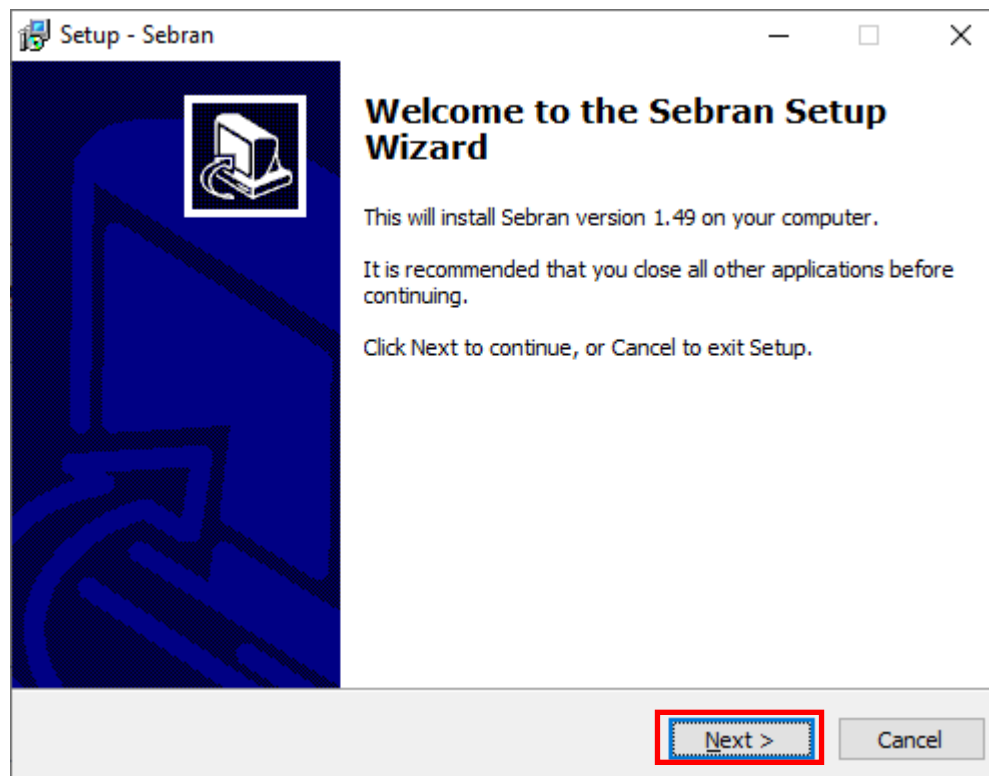 Setup - Sebran
Welcome to the Sebran Setup
Wizard
This will install Sebran version 1.49 on your computer.
It is recommended that you close all other applications before
continuing.
Click Next to continue, or Cancel to exit Setup.
Next >
Cancel